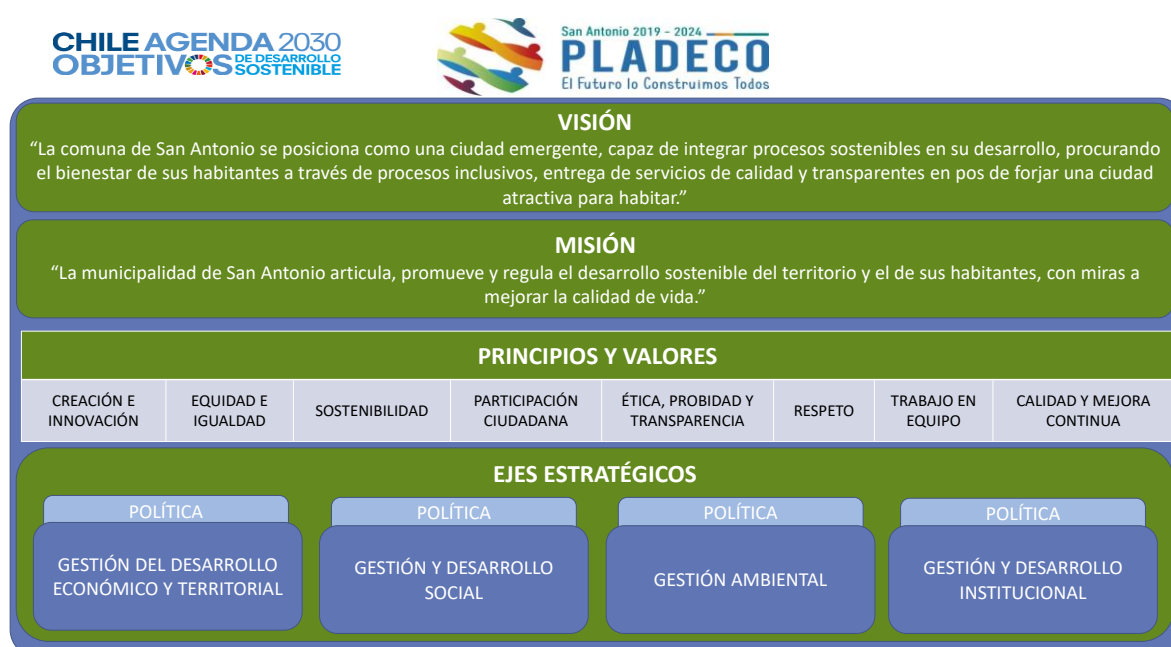 CHILE AGENDA 2030
OBJETIVOS DE DESARROLLO SOSTENIBLE
San Antonio 2019 - 2024
PLADECO
El Futuro lo Construimos Todos
VISIÓN
“La comuna de San Antonio se posiciona como una ciudad emergente, capaz de integrar procesos sostenibles en su desarrollo, procurando
el bienestar de sus habitantes a través de procesos inclusivos, entrega de servicios de calidad y transparentes en pos de forjar una ciudad
atractiva para habitar.”
MISIÓN
“La municipalidad de San Antonio articula, promueve y regula el desarrollo sostenible del territorio y el de sus habitantes, con miras a
mejorar la calidad de vida.”
PRINCIPIOS Y VALORES
CREACIÓN E
INNOVACIÓN
EQUIDAD E
IGUALDAD
SOSTENIBILIDAD
PARTICIPACIÓN
CIUDADANA
ÉTICA, PROBIDAD Y
TRANSPARENCIA
RESPETO
TRABAJO EN
EQUIPO
CALIDAD Y MEJORA
CONTINUA
EJES ESTRATÉGICOS
POLÍTICA
GESTIÓN DEL DESARROLLO
ECONÓMICO Y TERRITORIAL
POLÍTICA
GESTIÓN Y DESARROLLO
SOCIAL
POLÍTICA
GESTIÓN AMBIENTAL
POLÍTICA
GESTIÓN Y DESARROLLO
INSTITUCIONAL